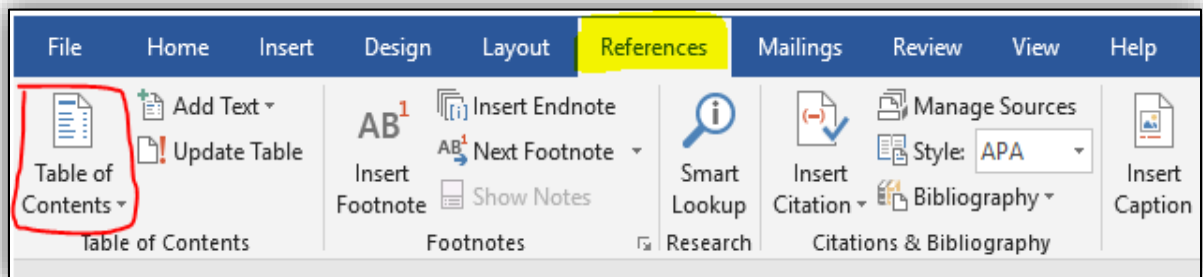 File Home Insert Design Layout References Mailings Review View Help
Table of
Contents
Add Text
Update Table
Table of Contents
AB1
Insert
Footnote
[i] Insert Endnote
AB1 Next Footnote
Show Notes
Footnotes
Smart
Lookup
Research
(-)
Insert
Citation
Manage Sources
Style: APA
Bibliography
Citations & Bibliography
Insert
Caption